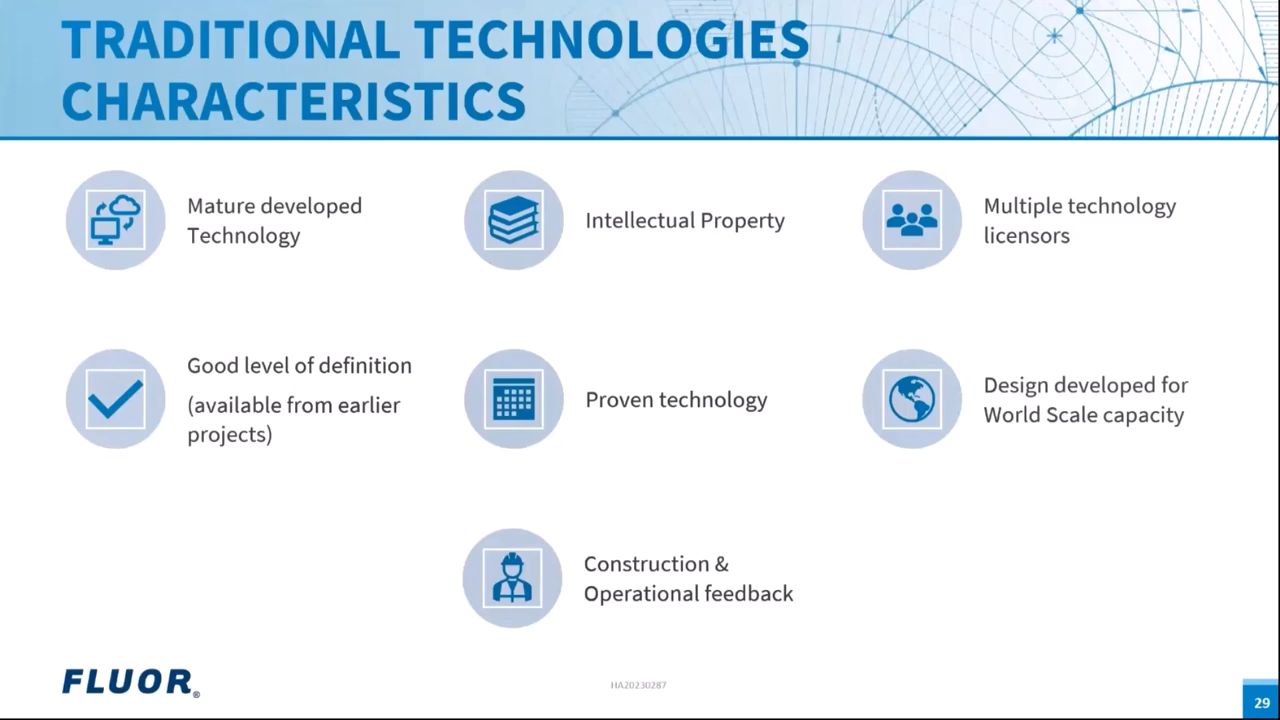 TRADITIONAL TECHNOLOGIES
CHARACTERISTICS
Mature developed
Technology
Intellectual Property
Multiple technology
licensors
Good level of definition
(available from earlier
projects)
Proven technology
Design developed for
World Scale capacity
Construction &
Operational feedback
FLUOR®
HA20230287
29